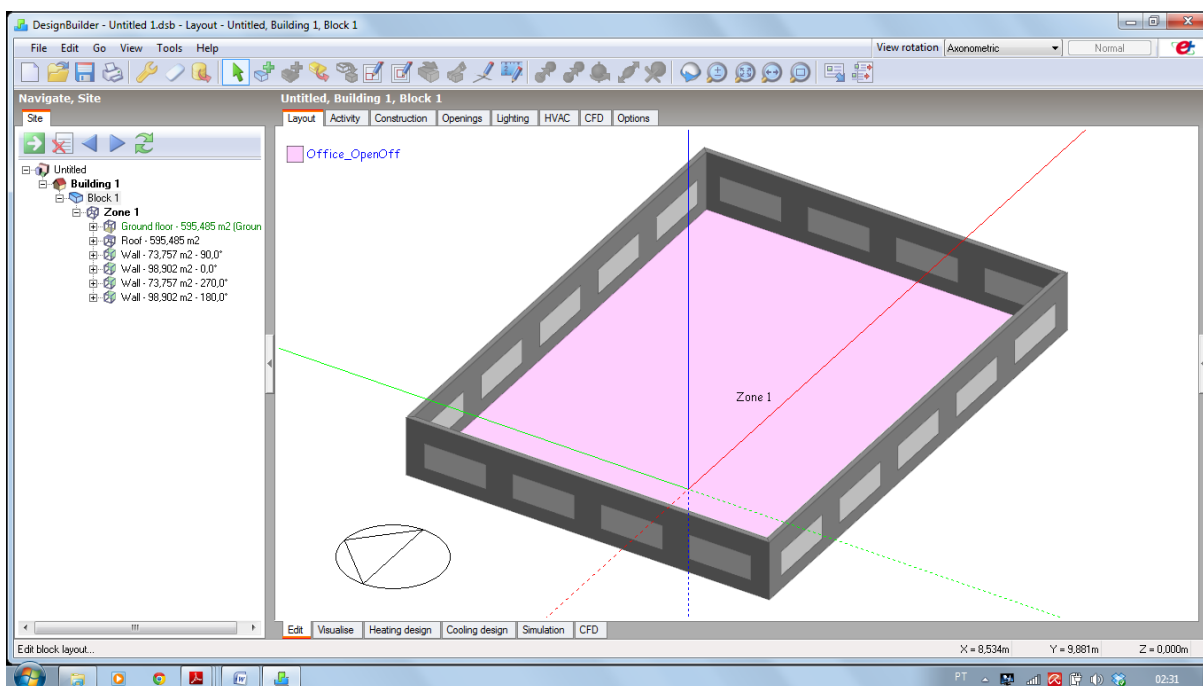 DesignBuilder - Untitled 1.dsb - Layout - Untitled, Building 1, Block 1
File Edit Go View Tools Help
View rotation Axonometric Normal
Navigate, Site
Untitled, Building 1, Block 1
Site
Layout Activity Construction Openings Lighting HVAC CFD Options
Office_OpenOff
Untitled
Building 1
Block 1
Zone 1
Ground floor - 595,485 m2 (Groun
Roof - 595,485 m2
Wall - 73,757 m2 - 90,0°
Wall - 98,902 m2 - 0,0°
Wall - 73,757 m2 - 270,0°
Wall - 98,902 m2 - 180,0°
Zone 1
Edit Visualise Heating design Cooling design Simulation CFD
Edit block layout...
X = 8,534m Y = 9,881m Z = 0,000m
PT 02:31